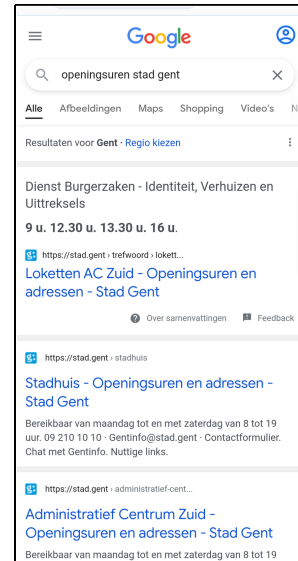 Google
openingsuren stad gent
Alle Afbeeldingen Maps Shopping Video's N
Resultaten voor Gent · Regio kiezen
Dienst Burgerzaken - Identiteit, Verhuizen en
Uittreksels
9 u. 12.30 u. 13.30 u. 16 u.
https://stad.gent › trefwoord › lokett...
Loketten AC Zuid - Openingsuren en
adressen - Stad Gent
Over samenvattingen Feedback
https://stad.gent › stadhuis
Stadhuis - Openingsuren en adressen -
Stad Gent
Bereikbaar van maandag tot en met zaterdag van 8 tot 19
uur. 09 210 10 10 · Gentinfo@stad.gent · Contactformulier.
Chat met Gentinfo. Nuttige links.
https://stad.gent › administratief-cent...
Administratief Centrum Zuid -
Openingsuren en adressen - Stad Gent
Bereikbaar van maandag tot en met zaterdag van 8 tot 19